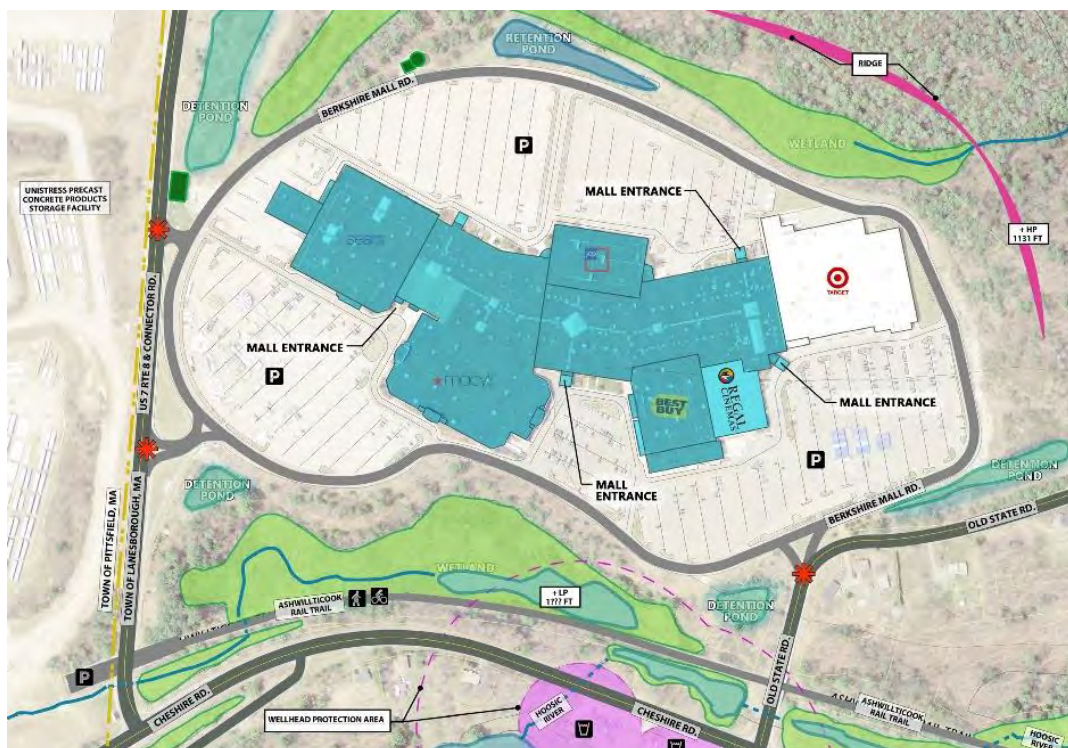 RETENTION
POND
RIDGE
DETENTION
POND
BERKSHIRE MALL RD.
WETLAND
P
UNISTRESS PRECAST
CONCRETE PRODUCTS
STORAGE FACILITY
MALL ENTRANCE
+ HP
1131 FT
TARGET
MALL ENTRANCE
US 7 RTE 8 & CONNECTOR RD.
P
macy's
BEST
BUY
REGAL
CINEMAS
MALL ENTRANCE
P
MALL
ENTRANCE
DETENTION
POND
DETENTION
POND
BERKSHIRE MALL RD.
OLD STATE RD.
TOWN OF PITTSFIELD, MA
TOWN OF LANESBOROUGH, MA
WETLAND
+ LP
1??? FT
ASHWILLTICOOK
RAIL TRAIL
DETENTION
POND
OLD STATE RD.
P
CHESHIRE RD.
WELLHEAD PROTECTION AREA
HOOSIC
RIVER
CHESHIRE RD.
ASHWILLTICOOK
RAIL TRAIL
HOOSIC
RIVER